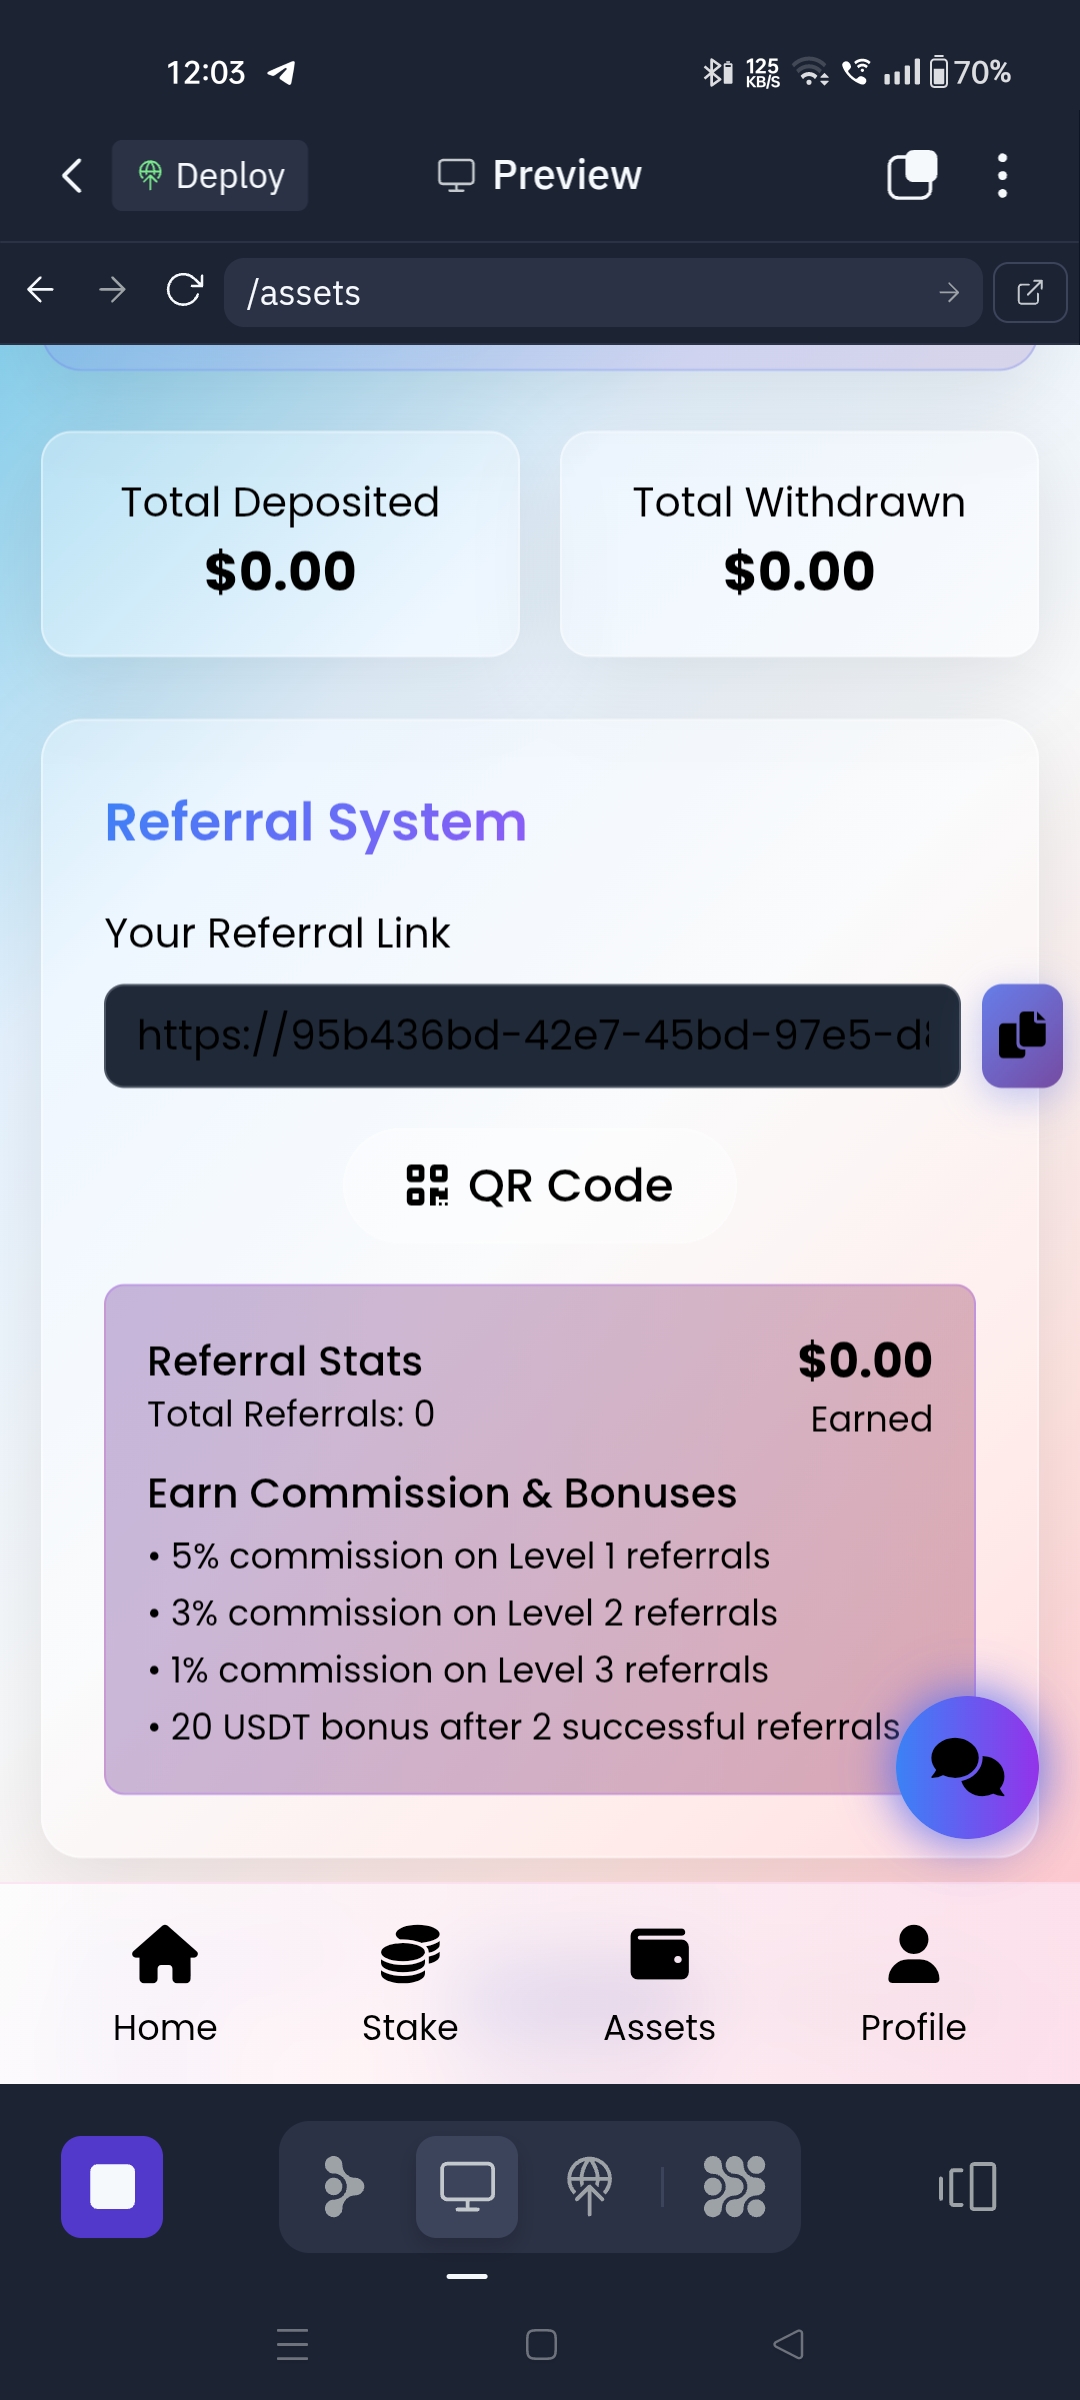 12:03
125
KB/S
70%
Deploy
Preview
/assets
Total Deposited
$0.00
Total Withdrawn
$0.00
Referral System
Your Referral Link
https://95b436bd-42e7-45bd-97e5-d
QR Code
Referral Stats
$0.00
Total Referrals: 0
Earned
Earn Commission & Bonuses
• 5% commission on Level 1 referrals
• 3% commission on Level 2 referrals
• 1% commission on Level 3 referrals
• 20 USDT bonus after 2 successful referrals
Home
Stake
Assets
Profile